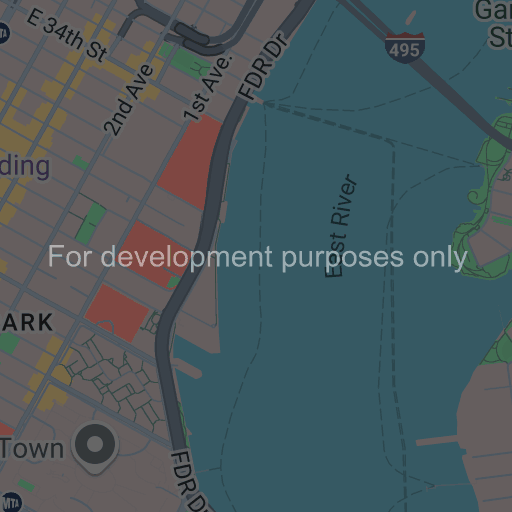 Gar
St
E 34th St
495
FDR Dr
1st Ave.
2nd Ave
ding
East River
For development purposes only
ARK
Town
FDR Dr
MTA